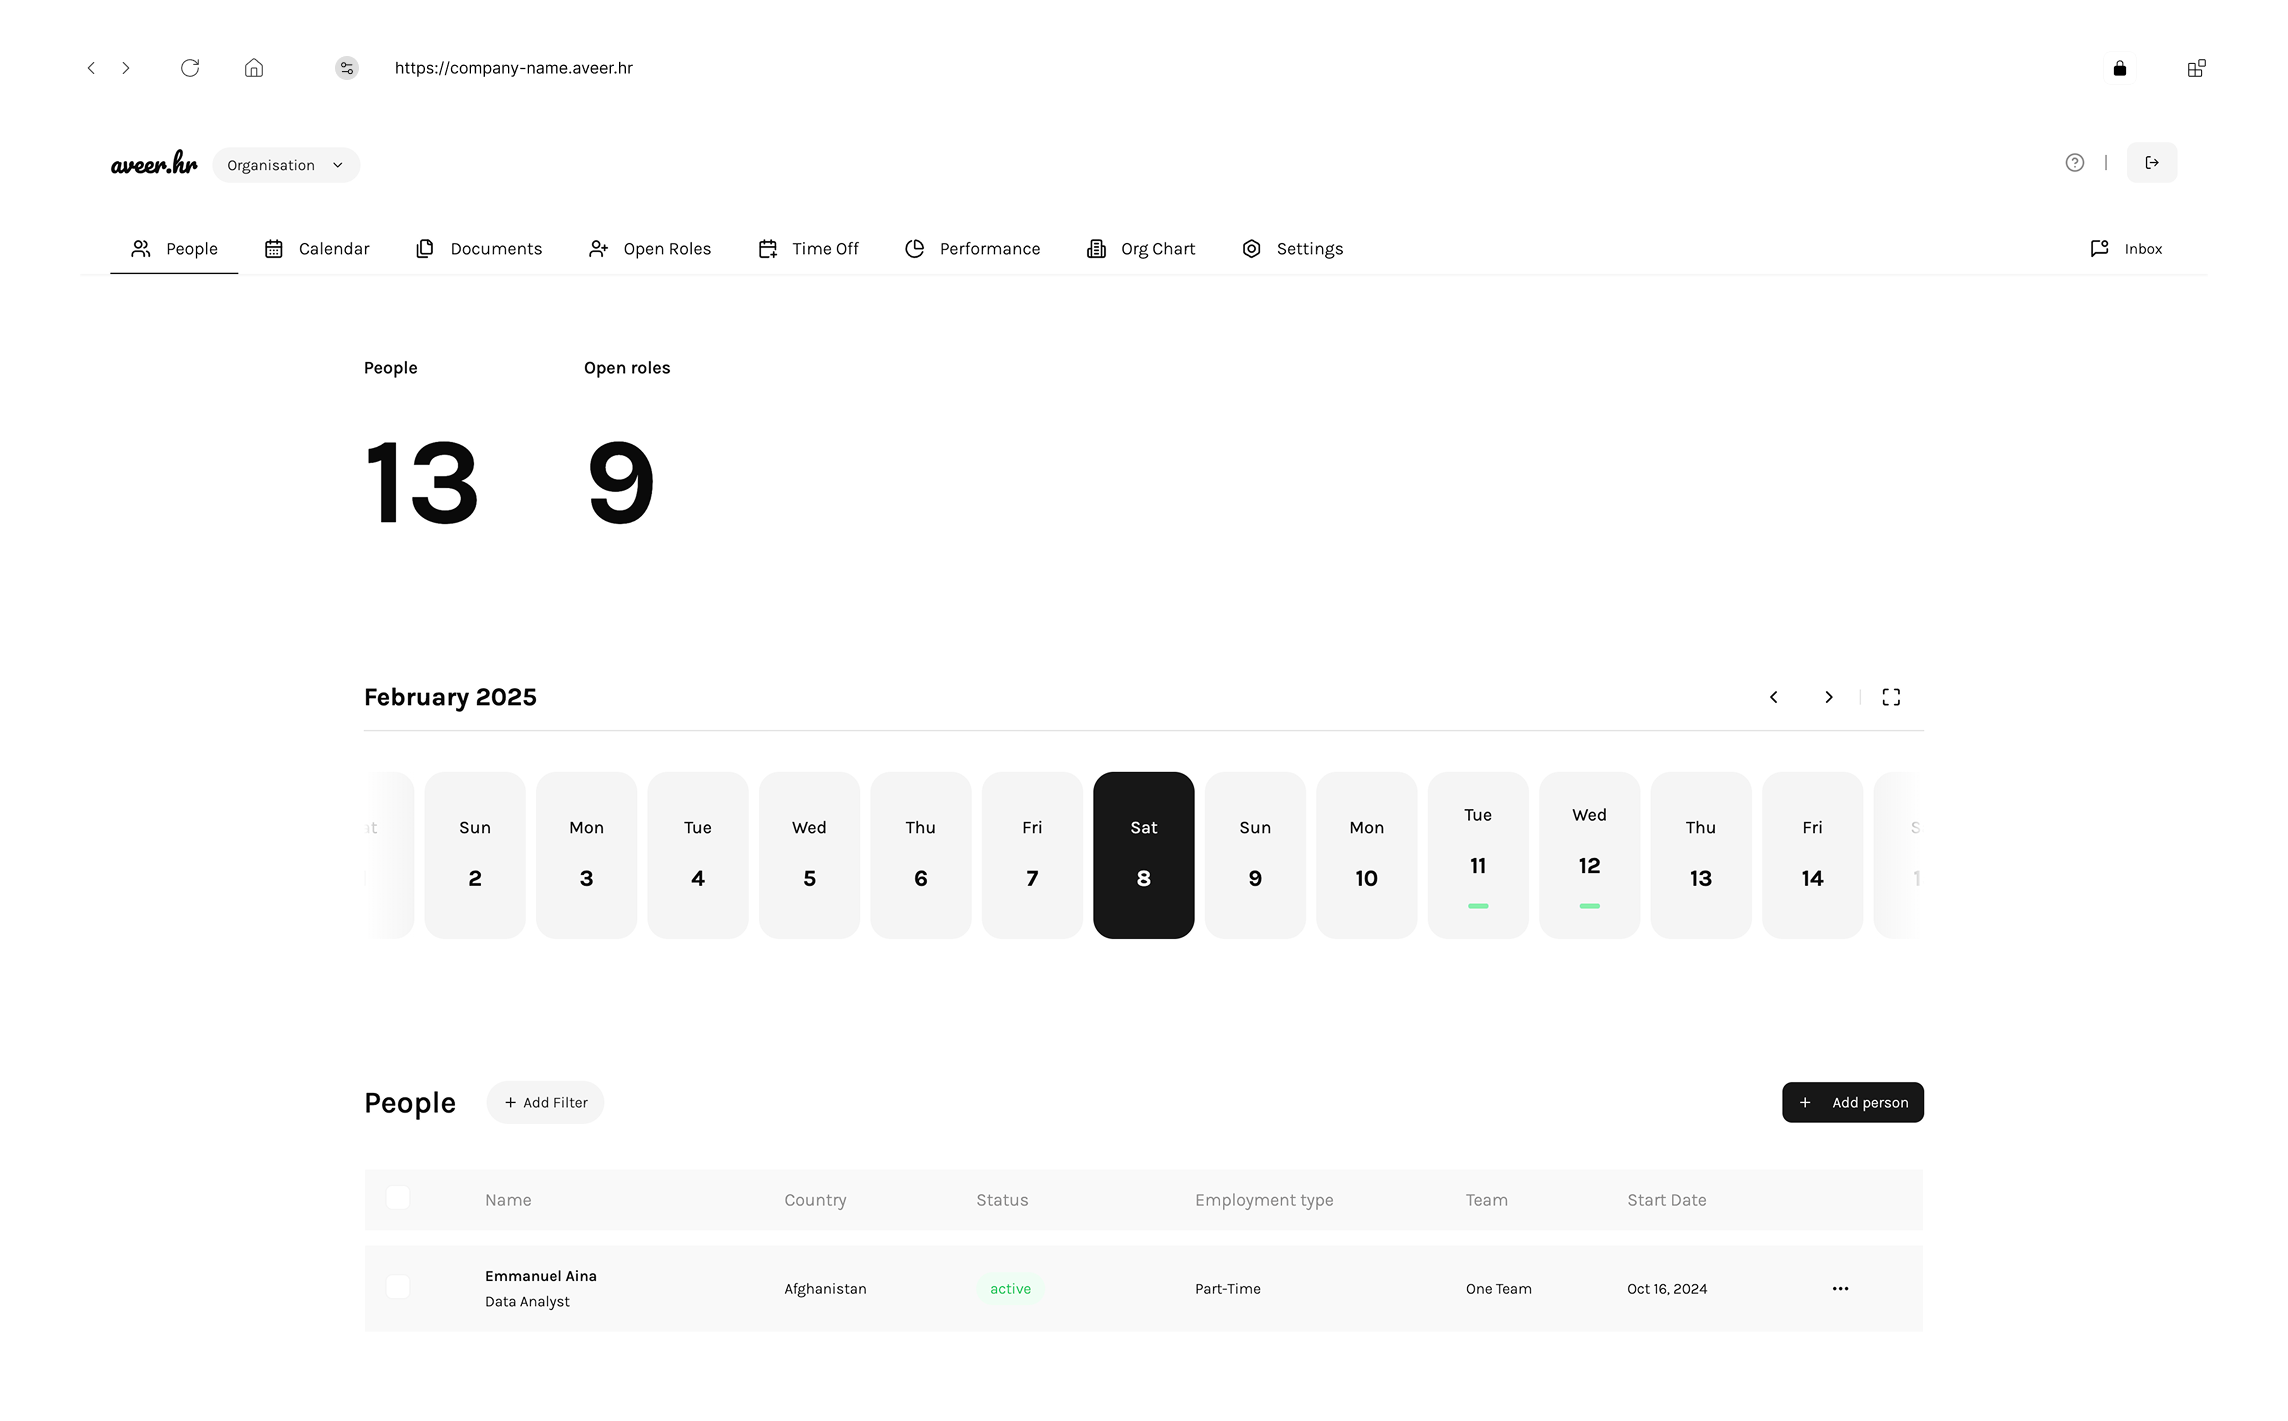 https://company-name.aveer.hr
aveer.hr
Organisation
People
Calendar
Documents
Open Roles
Time Off
Performance
Org Chart
Settings
Inbox
People
Open roles
13
9
February 2025
Sun
2
Mon
3
Tue
4
Wed
5
Thu
6
Fri
7
Sat
8
Sun
9
Mon
10
Tue
11
Wed
12
Thu
13
Fri
14
People
+ Add Filter
+ Add person
Name
Country
Status
Employment type
Team
Start Date
Emmanuel Aina
Data Analyst
Afghanistan
active
Part-Time
One Team
Oct 16, 2024